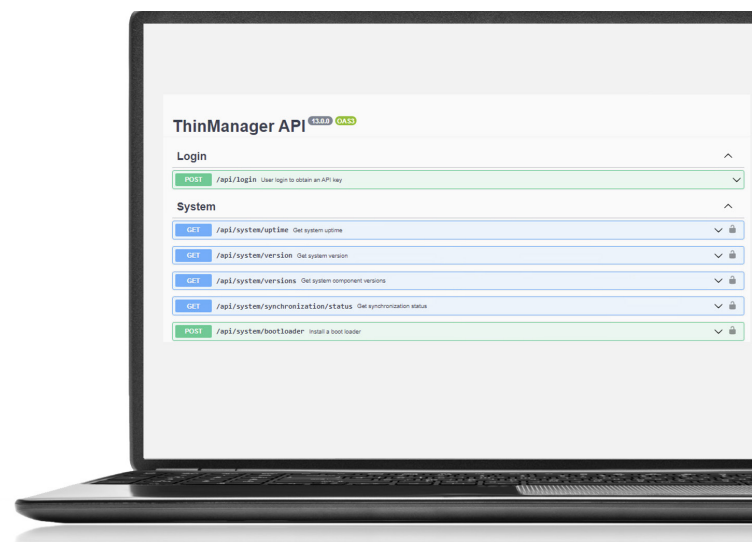 ThinManager API 13.0.0 OAS3
Login
POST /api/login User login to obtain an API key
System
GET /api/system/uptime Get system uptime
GET /api/system/version Get system version
GET /api/system/versions Get system component versions
GET /api/system/synchronization/status Get synchronization status
POST /api/system/bootloader Install a boot loader